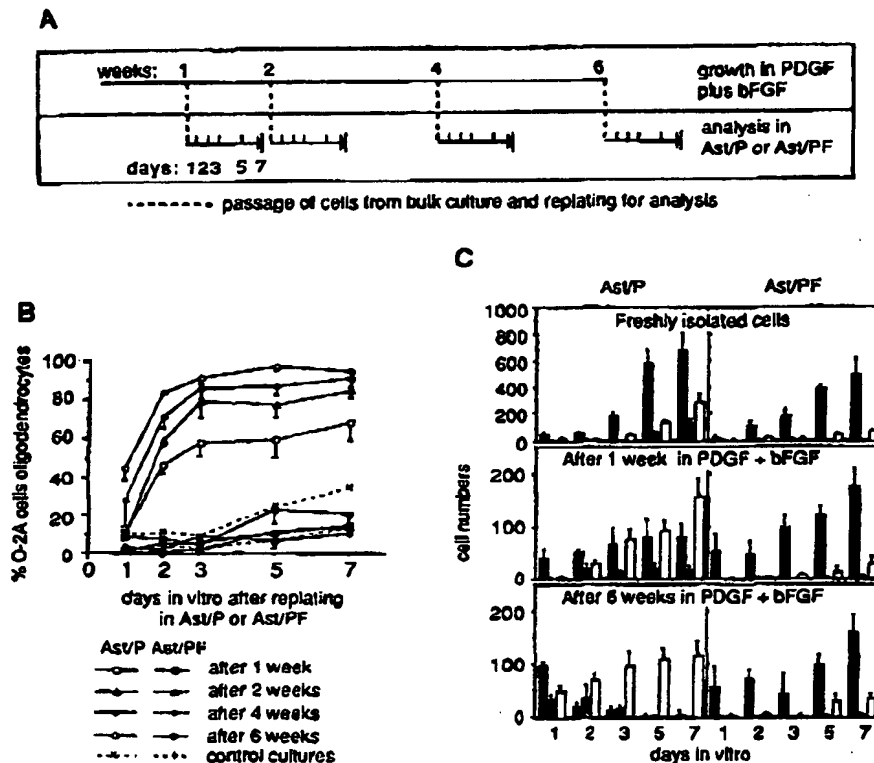 A
weeks: 1 2 4 6 growth in PDGF
plus bFGF
analysis in
Ast/P or Ast/PF
days: 1 2 3 5 7
passage of cells from bulk culture and replating for analysis
B
% O-2A cells oligodendrocytes
100
80
60
40
20
0
0 1 2 3 5 7
days in vitro after replating
in Ast/P or Ast/PF
Ast/P Ast/PF
after 1 week
after 2 weeks
after 4 weeks
after 6 weeks
control cultures
C
Ast/P Ast/PF
Freshly isolated cells
1000
800
600
400
200
0
After 1 week in PDGF + bFGF
200
100
0
After 6 weeks in PDGF + bFGF
200
100
0
cell numbers
1 2 3 5 7 1 2 3 5 7
days in vitro